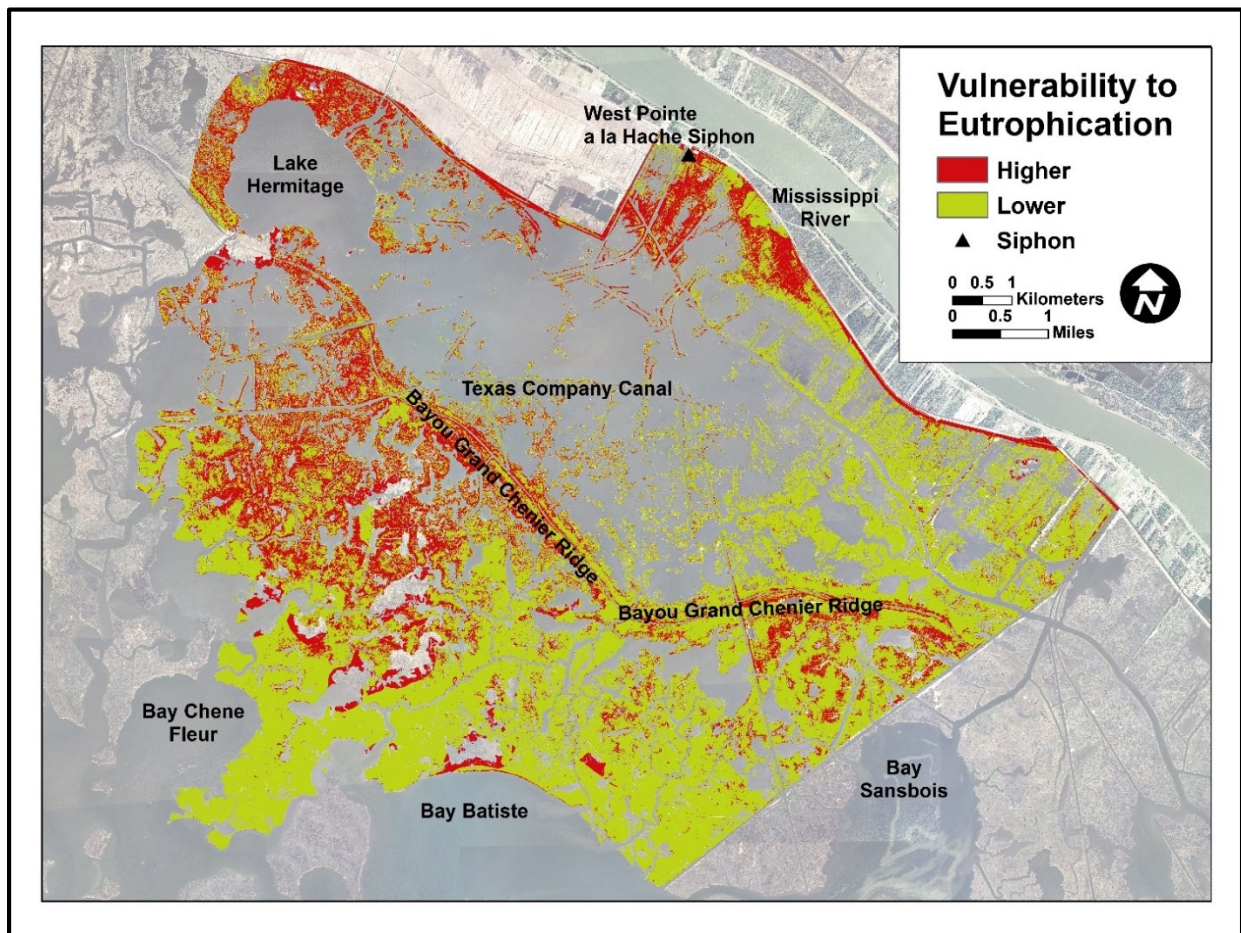 Vulnerability to
Eutrophication
Higher
Lower
Siphon
0 0.5 1
Kilometers
0 0.5 1
Miles
N
West Pointe
a la Hache Siphon
Mississippi
River
Lake
Hermitage
Texas Company Canal
Bayou Grand Chenier Ridge
Bayou Grand Chenier Ridge
Bay Chene
Fleur
Bay Batiste
Bay
Sansbois